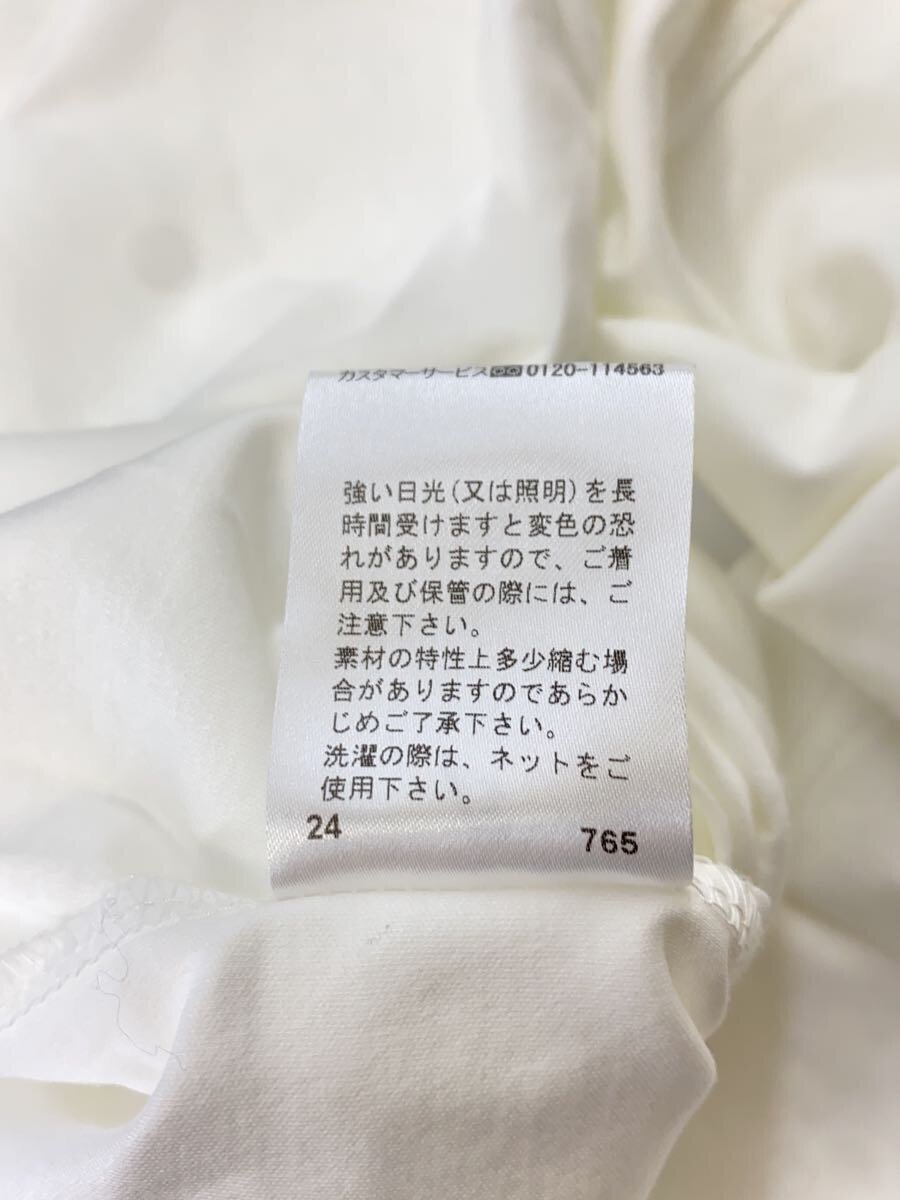 カスタマーサービス 0120-114563
強い日光(又は照明)を長
時間受けますと変色の恐
れがありますので、ご着
用及び保管の際には、ご
注意下さい。
素材の特性上多少縮む場
合がありますのであらか
じめご了承下さい。
洗濯の際は、ネットをご
使用下さい。
24 765